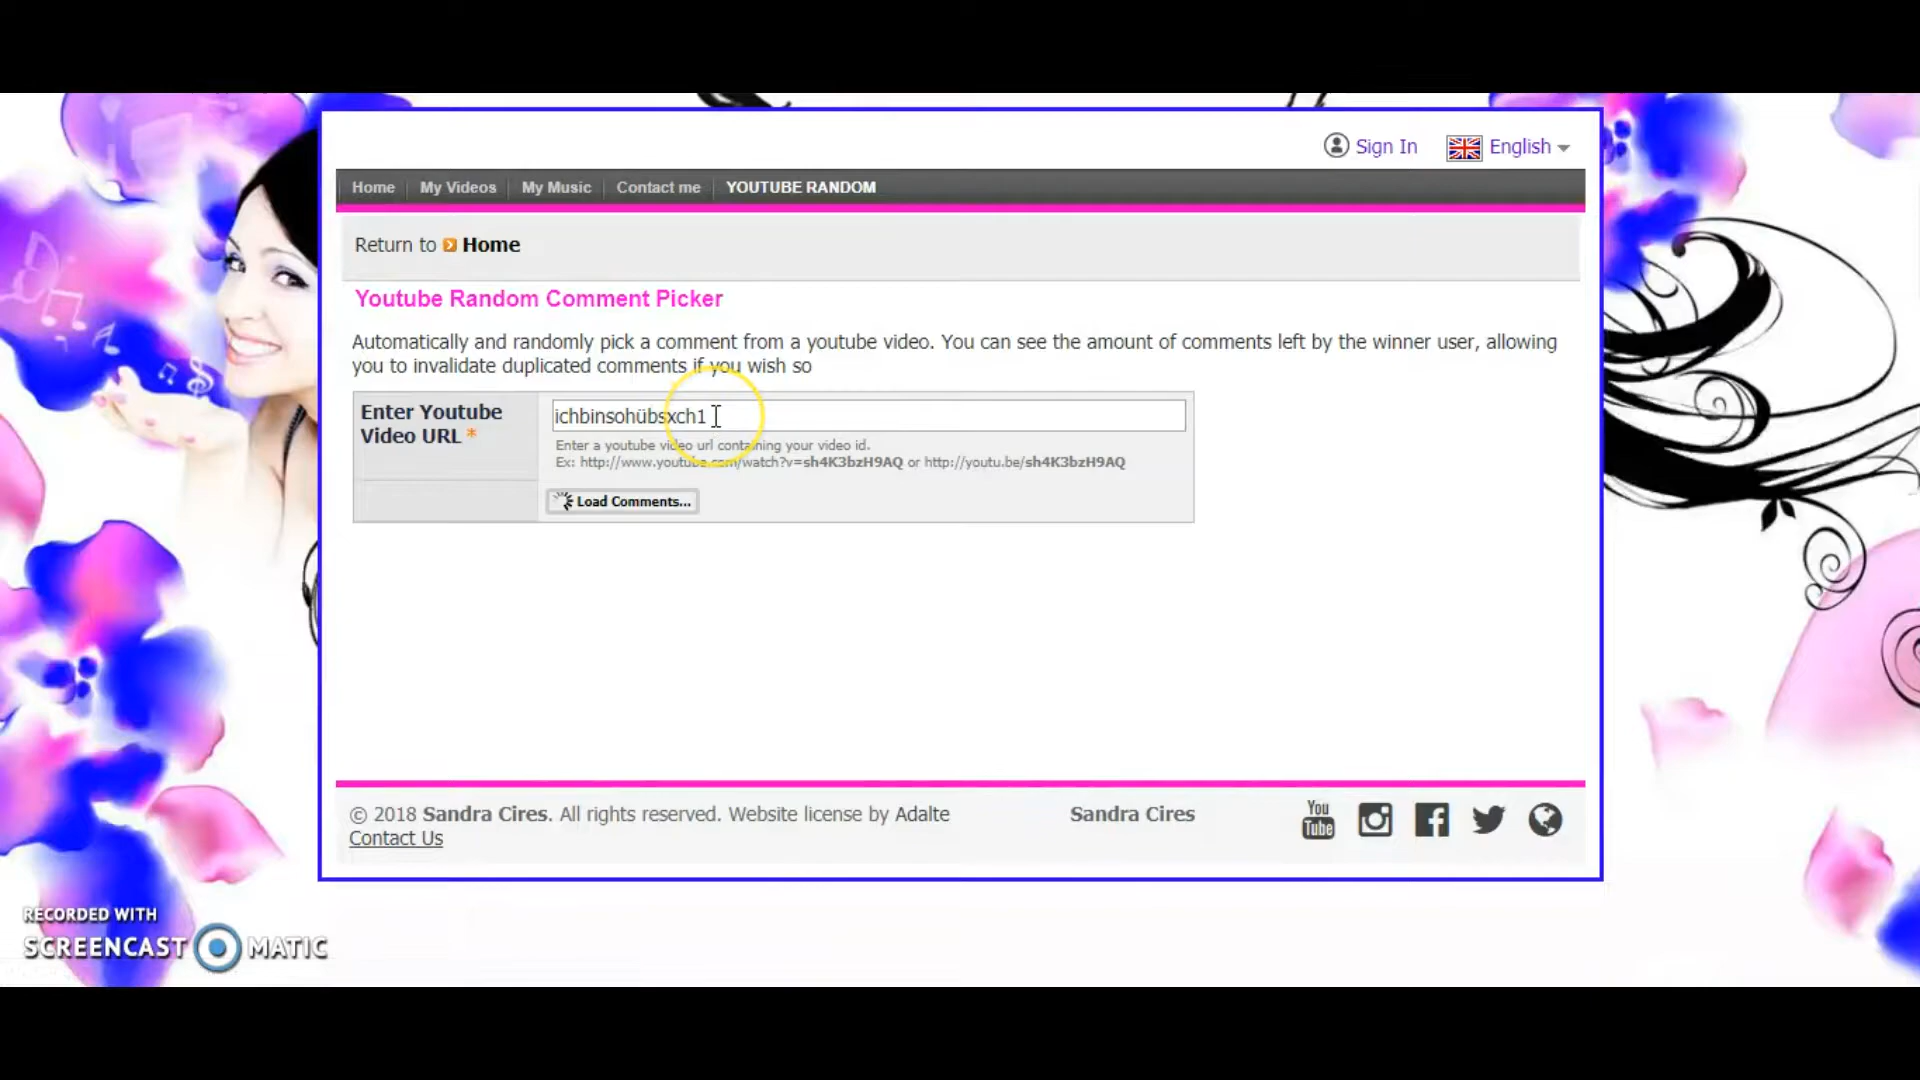 Sign In English
Home My Videos My Music Contact me YOUTUBE RANDOM
Return to Home
Youtube Random Comment Picker
Automatically and randomly pick a comment from a youtube video. You can see the amount of comments left by the winner user, allowing
you to invalidate duplicated comments if you wish so
Enter Youtube
Video URL *
ichbinsohübsxch1
Enter a youtube video url containing your video id.
Ex: http://www.youtube.com/watch?v=sh4K3bzH9AQ or http://youtu.be/sh4K3bzH9AQ
Load Comments...
© 2018 Sandra Cires. All rights reserved. Website license by Adalte
Contact Us
Sandra Cires
You
Tube
RECORDED WITH
SCREENCAST MATIC